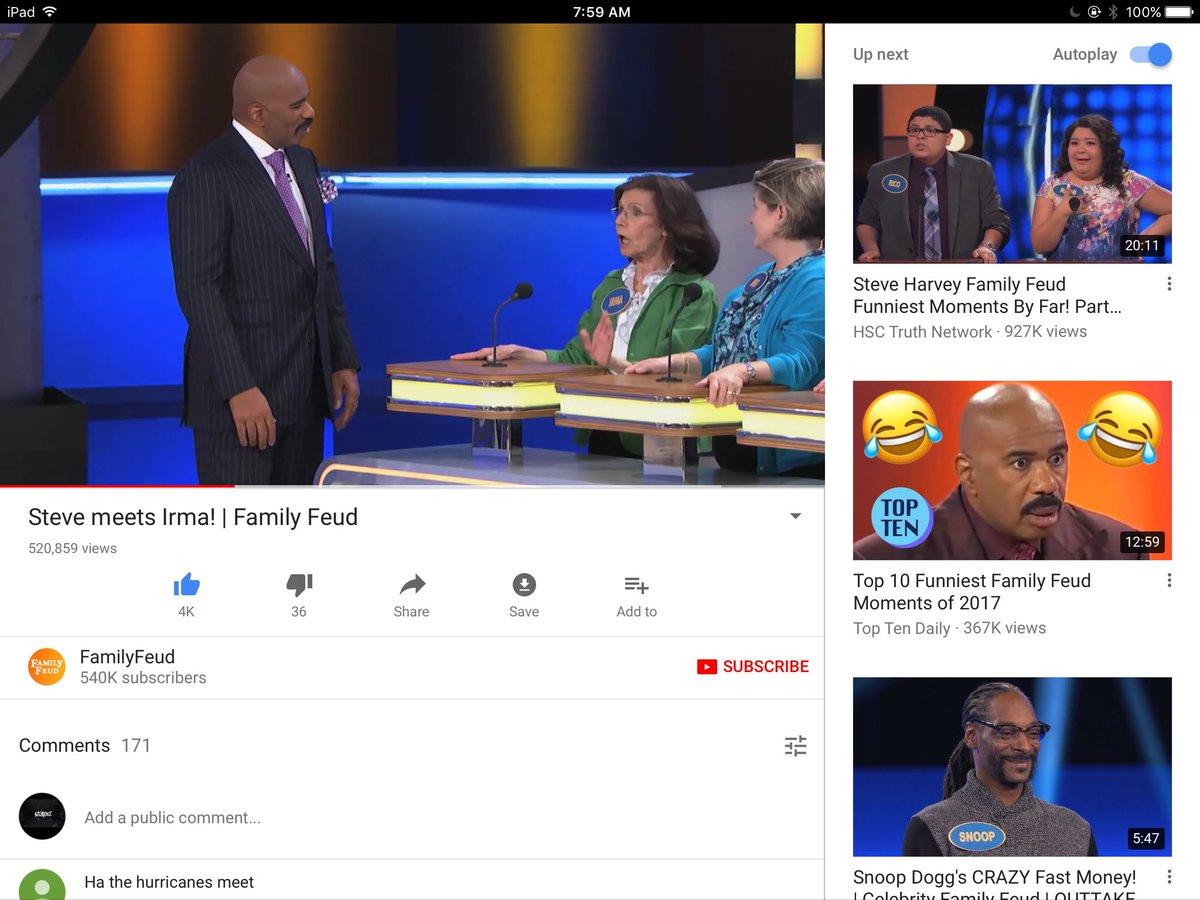 iPad
7:59 AM
100%
IRMA
Steve meets Irma! | Family Feud
520,859 views
4K
36
Share
Save
Add to
FAMILY
FEUD
FamilyFeud
540K subscribers
SUBSCRIBE
Comments 171
Add a public comment...
Ha the hurricanes meet
Up next
Autoplay
RICO
20:11
Steve Harvey Family Feud
Funniest Moments By Far! Part...
HSC Truth Network · 927K views
TOP
TEN
12:59
Top 10 Funniest Family Feud
Moments of 2017
Top Ten Daily · 367K views
SNOOP
5:47
Snoop Dogg's CRAZY Fast Money!
| Celebrity Family Feud | OUTTAKE